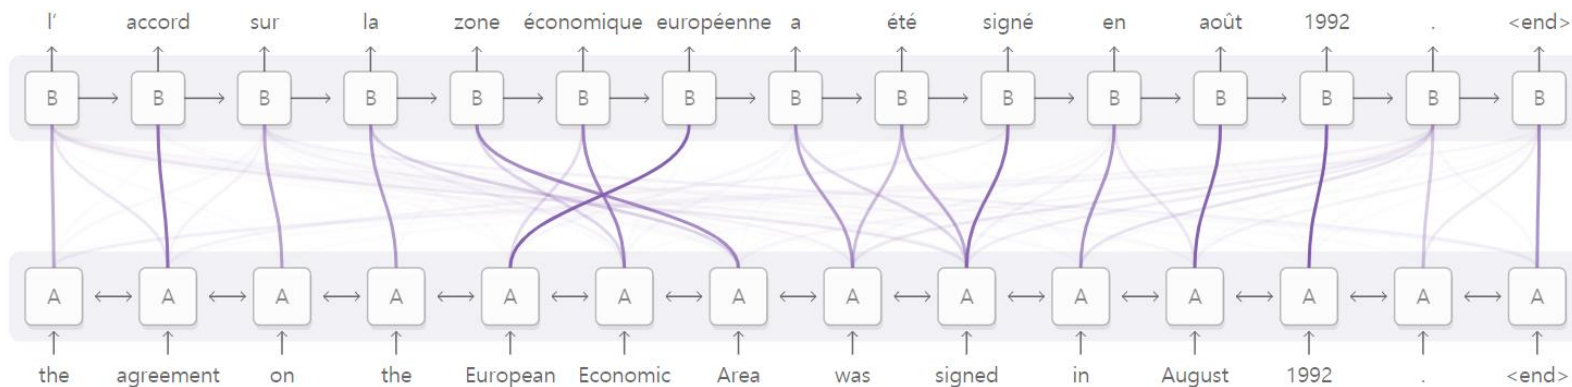 l' accord sur la zone économique européenne a été signé en août 1992 . <end>
B B B B B B B B B B B B B B B
A A A A A A A A A A A A A A
the agreement on the European Economic Area was signed in August 1992 . <end>